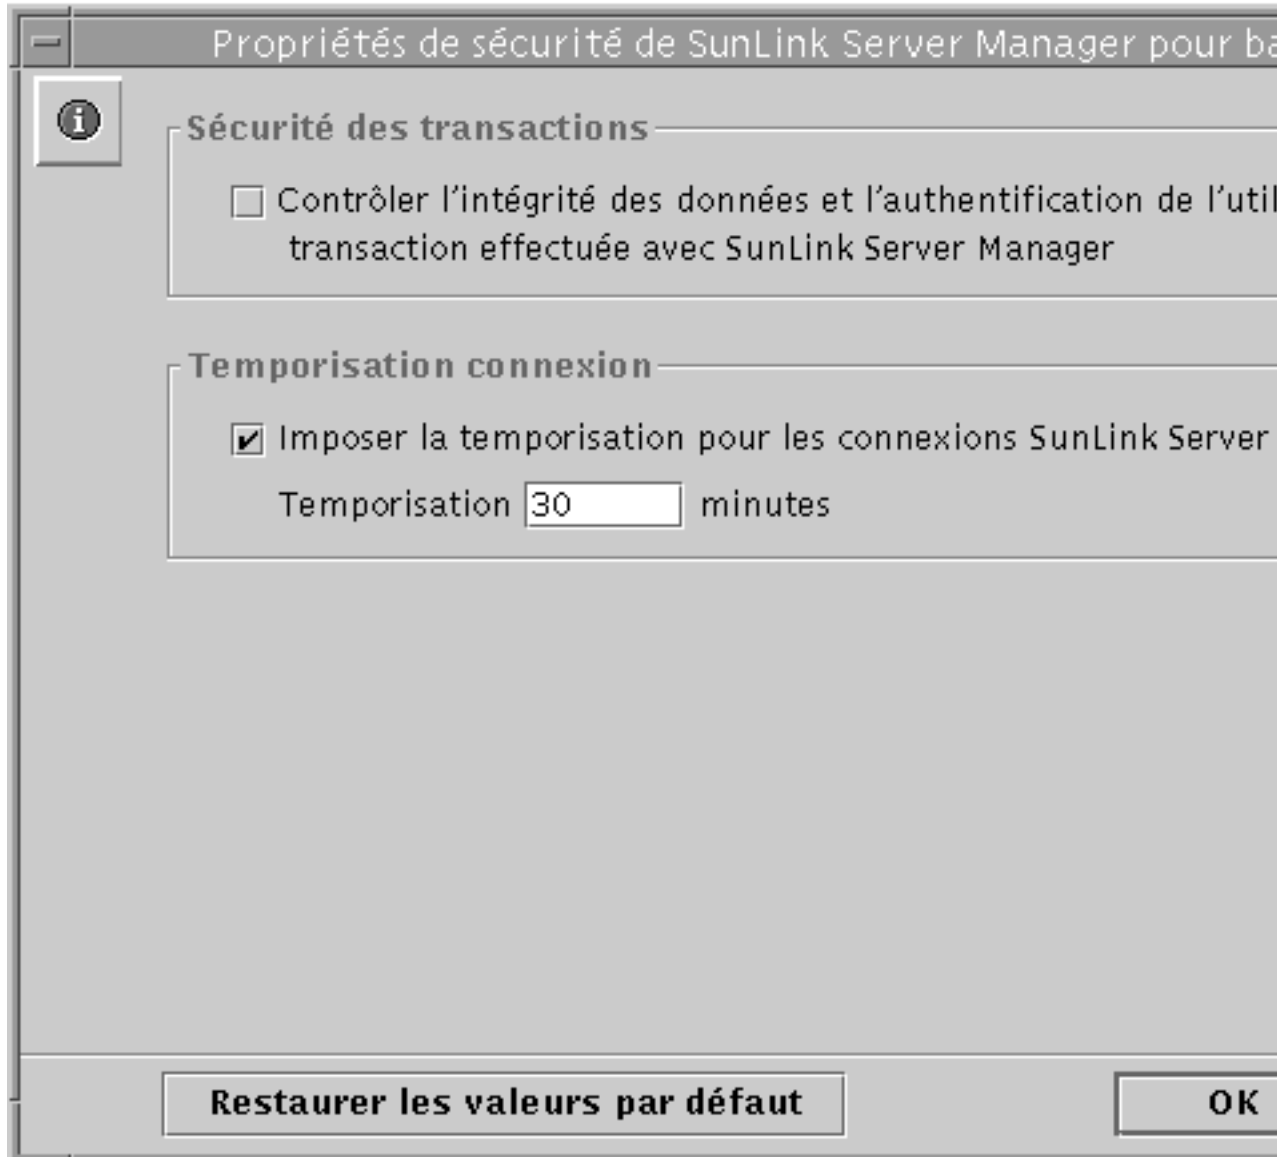 Propriétés de sécurité de SunLink Server Manager pour
Sécurité des transactions
Contrôler l'intégrité des données et l'authentification de l'
transaction effectuée avec SunLink Server Manager
Temporisation connexion
Imposer la temporisation pour les connexions SunLink Server
Temporisation 30 minutes
Restaurer les valeurs par défaut OK